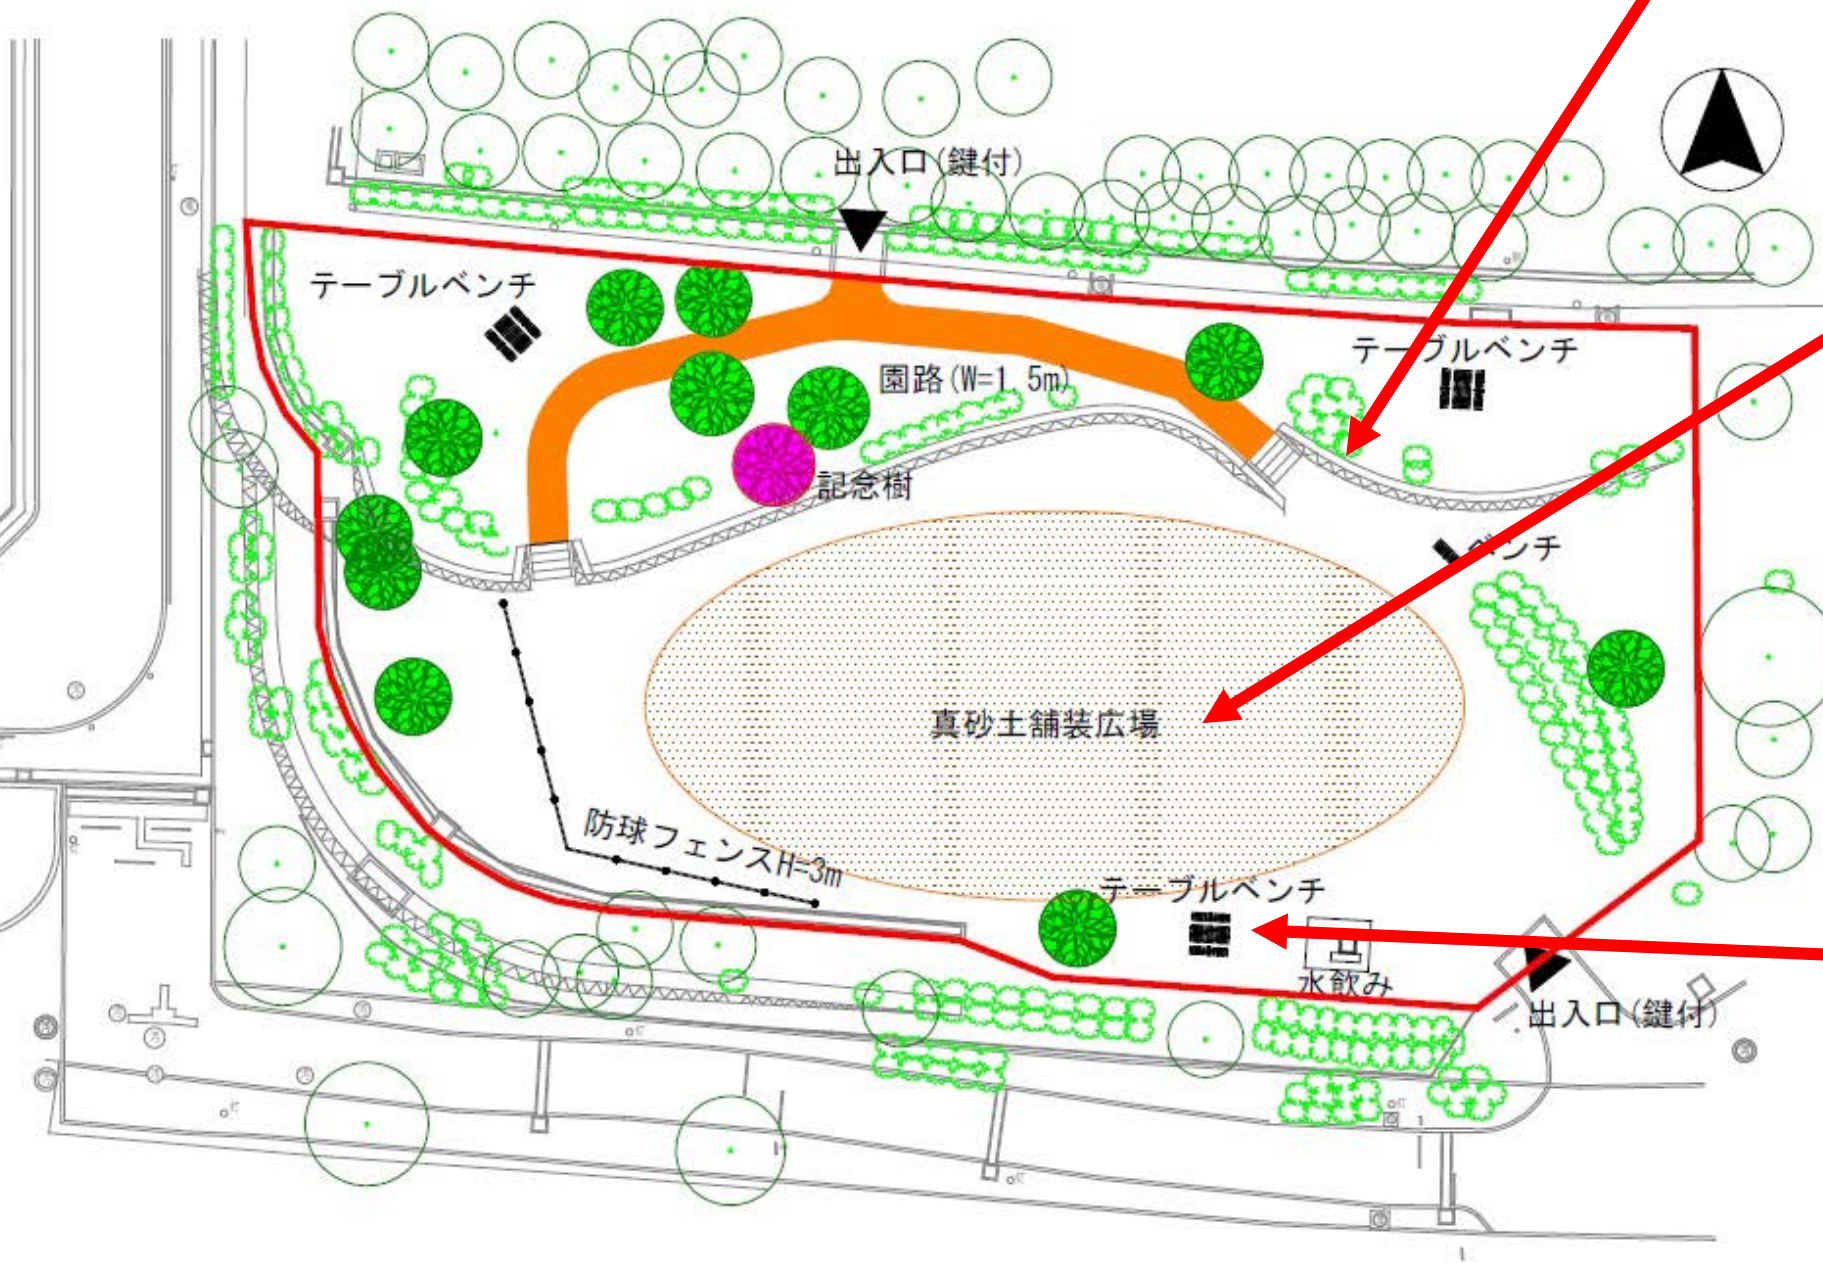 出入口(鍵付)
テーブルベンチ
テーブルベンチ
園路(W=1.5m)
記念樹
ベンチ
真砂土舗装広場
防球フェンスH=3m
テーブルベンチ
水飲み
出入口(鍵付)